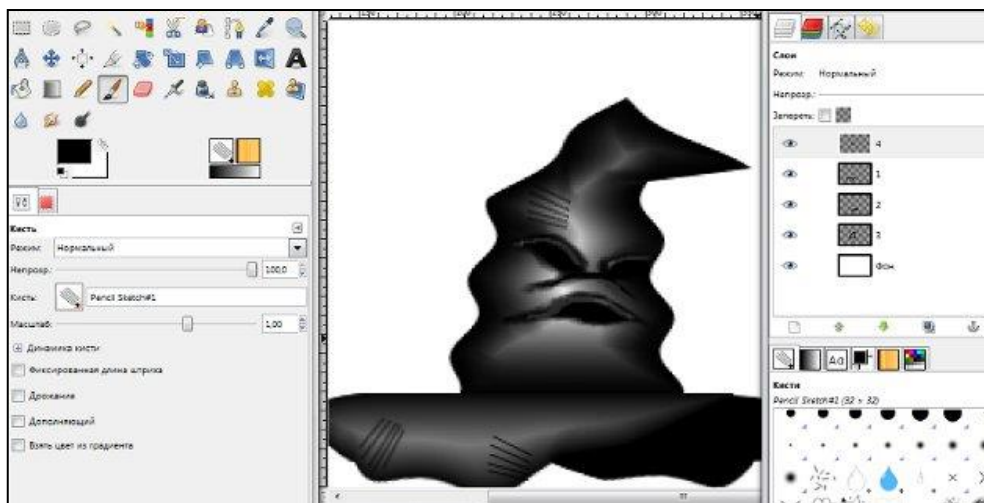 Кисть
Режим: Нормальный
Непрозр.: 100,0
Кисть: Pencil Sketch#1
Масштаб: 1,00
Динамика кисти
Фиксированная длина штриха
Дрожание
Дополняющий
Взять цвет из градиента
Слои
Режим: Нормальный
Непрозр.:
Запереть:
4
1
2
3
Фон
Aa
Кисти
Pencil Sketch#1 (32 × 32)